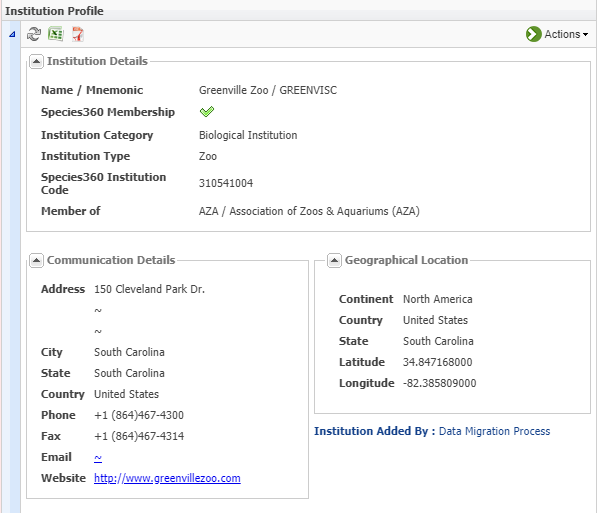 Institution Profile
Actions
Institution Details
Name / Mnemonic Greenville Zoo / GREENVISC
Species360 Membership
Institution Category Biological Institution
Institution Type Zoo
Species360 Institution
Code 310541004
Member of AZA / Association of Zoos & Aquariums (AZA)
Communication Details
Address 150 Cleveland Park Dr.
~
~
City South Carolina
State South Carolina
Country United States
Phone +1 (864)467-4300
Fax +1 (864)467-4314
Email ~
Website http://www.greenvillezoo.com
Geographical Location
Continent North America
Country United States
State South Carolina
Latitude 34.847168000
Longitude -82.385809000
Institution Added By : Data Migration Process